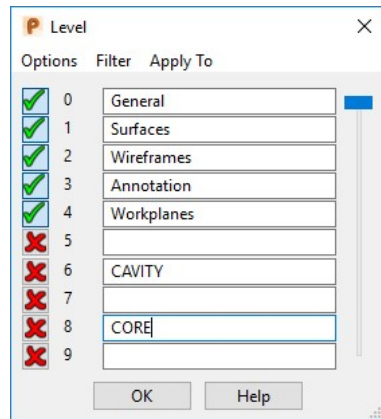 Level
Options Filter Apply To
0 General
1 Surfaces
2 Wireframes
3 Annotation
4 Workplanes
5
6 CAVITY
7
8 CORE
9
OK Help